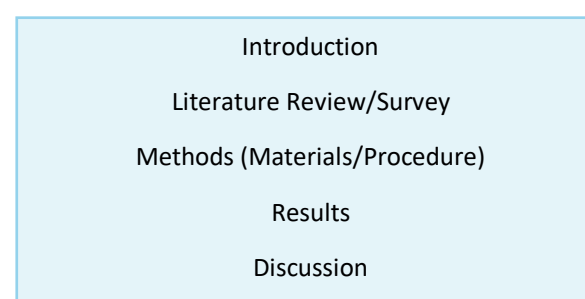 Introduction
Literature Review/Survey
Methods (Materials/Procedure)
Results
Discussion